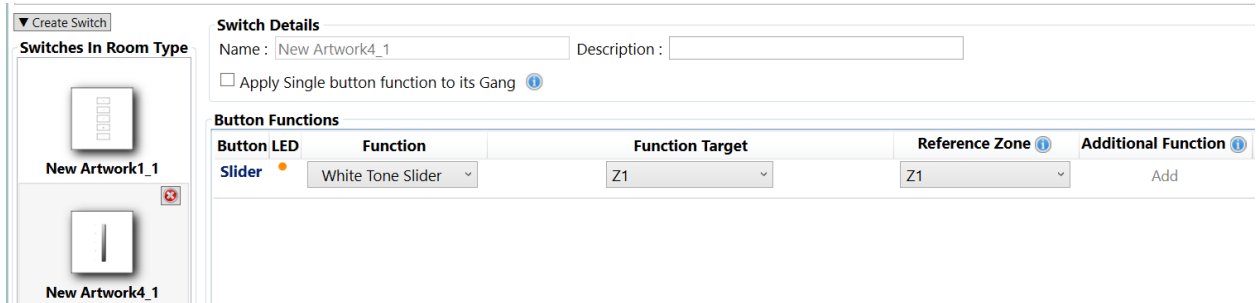 ▼ Create Switch
Switches In Room Type
New Artwork1_1
New Artwork4_1
Switch Details
Name : New Artwork4_1 Description :
Apply Single button function to its Gang
Button Functions
Button LED Function Function Target Reference Zone Additional Function
Slider White Tone Slider Z1 Z1 Add